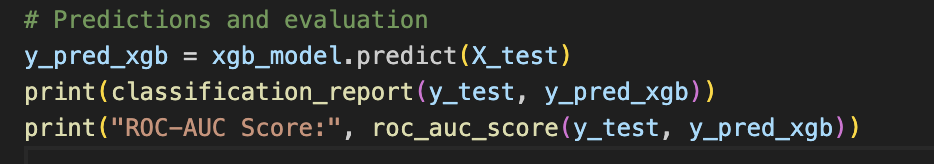 # Predictions and evaluation
y_pred_xgb = xgb_model.predict(X_test)
print(classification_report(y_test, y_pred_xgb))
print("ROC-AUC Score:", roc_auc_score(y_test, y_pred_xgb))